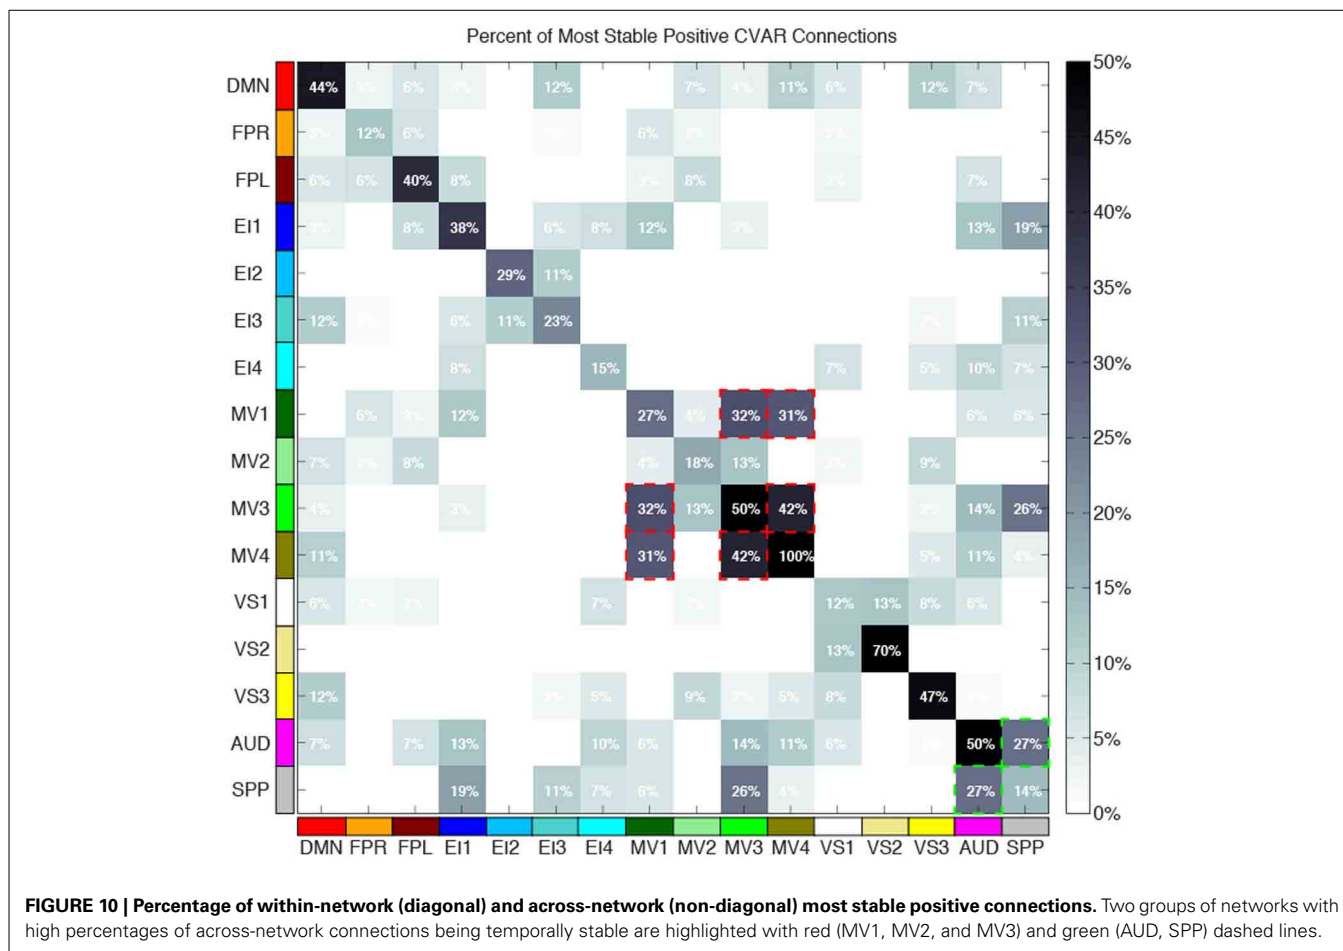 Percent of Most Stable Positive CVAR Connections
DMN 44% 6% 12% 7% 4% 11% 6% 12% 7% 50%
FPR 12% 6% 6% 45%
FPL 6% 6% 40% 8% 8% 7% 40%
EI1 8% 38% 6% 8% 12% 13% 19%
EI2 29% 11% 35%
EI3 12% 6% 11% 23% 11%
EI4 8% 15% 7% 5% 10% 7% 30%
MV1 6% 12% 27% 4% 32% 31% 6% 6%
MV2 7% 8% 4% 18% 13% 9% 25%
MV3 4% 32% 13% 50% 42% 14% 26% 20%
MV4 11% 31% 42% 100% 5% 11% 4% 15%
VS1 6% 7% 12% 13% 8% 6%
VS2 13% 70% 10%
VS3 12% 5% 9% 5% 8% 47%
AUD 7% 7% 13% 10% 6% 14% 11% 6% 50% 27% 5%
SPP 19% 11% 7% 6% 26% 4% 27% 14% 0%
DMN FPR FPL EI1 EI2 EI3 EI4 MV1 MV2 MV3 MV4 VS1 VS2 VS3 AUD SPP
FIGURE 10 | Percentage of within-network (diagonal) and across-network (non-diagonal) most stable positive connections. Two groups of networks with
high percentages of across-network connections being temporally stable are highlighted with red (MV1, MV2, and MV3) and green (AUD, SPP) dashed lines.